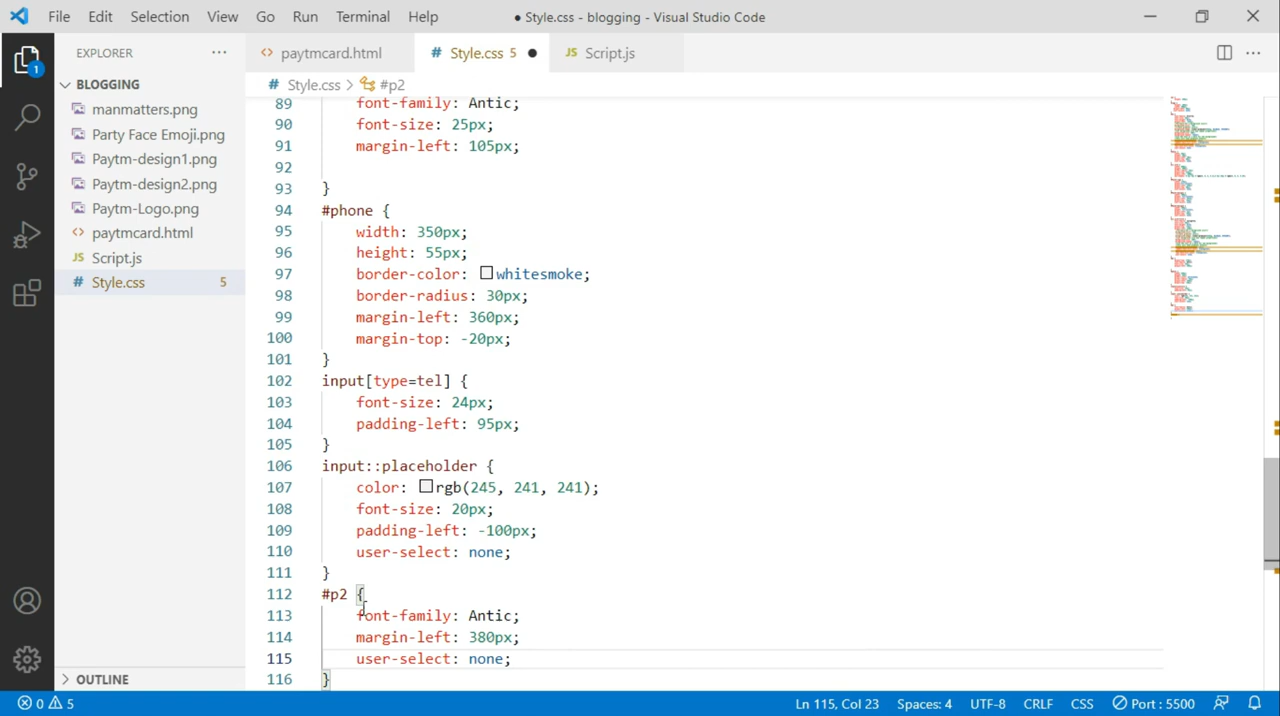 File Edit Selection View Go Run Terminal Help ● Style.css - blogging - Visual Studio Code
EXPLORER ···
<> paytmcard.html # Style.css 5 ● JS Script.js
BLOGGING
# Style.css > #p2
manmatters.png
Party Face Emoji.png
Paytm-design1.png
Paytm-design2.png
Paytm-Logo.png
<> paytmcard.html
JS Script.js
# Style.css 5
1
89 font-family: Antic;
90 font-size: 25px;
91 margin-left: 105px;
92
93 }
94 #phone {
95 width: 350px;
96 height: 55px;
97 border-color: whitesmoke;
98 border-radius: 30px;
99 margin-left: 360px;
100 margin-top: -20px;
101 }
102 input[type=tel] {
103 font-size: 24px;
104 padding-left: 95px;
105 }
106 input::placeholder {
107 color: rgb(245, 241, 241);
108 font-size: 20px;
109 padding-left: -100px;
110 user-select: none;
111 }
112 #p2 {
113 font-family: Antic;
114 margin-left: 380px;
115 user-select: none;
116 }
OUTLINE
0 5 Ln 115, Col 23 Spaces: 4 UTF-8 CRLF CSS Port : 5500